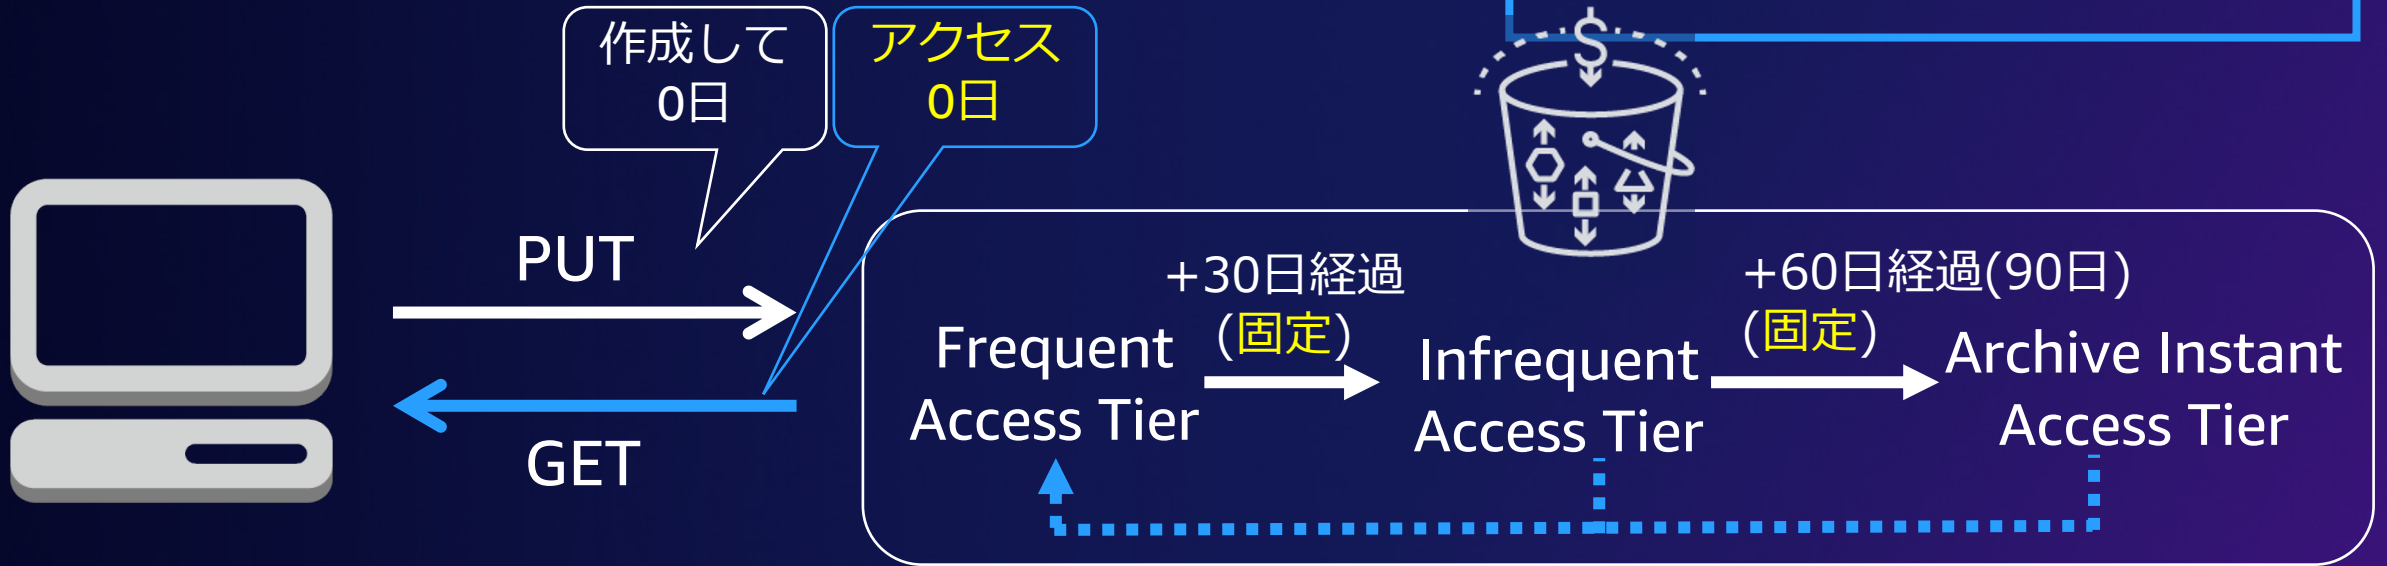 作成して
0日
アクセス
0日
PUT
GET
+30日経過
(固定)
+60日経過(90日)
(固定)
Frequent
Access Tier
Infrequent
Access Tier
Archive Instant
Access Tier